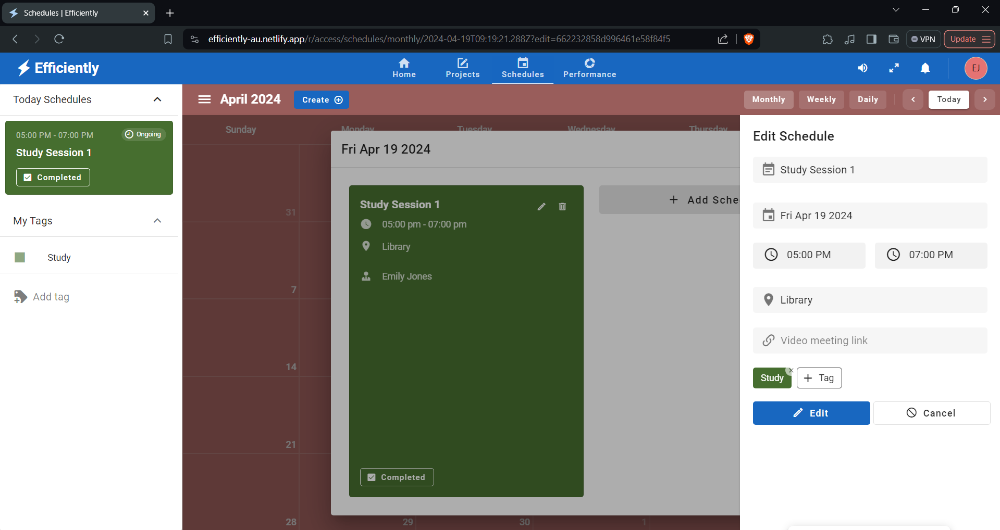 Schedules | Efficiently
efficiently-au.netlify.app/r/access/schedules/monthly/2024-04-19T09:19:21.288Z?edit=662232858d996461e58f84f5
VPN
Update
Efficiently
Home
Projects
Schedules
Performance
EJ
Today Schedules
05:00 PM - 07:00 PM
Ongoing
Study Session 1
Completed
My Tags
Study
Add tag
April 2024
Create
Monthly
Weekly
Daily
Today
Sunday
Monday
Tuesday
Wednesday
Thursday
31
7
14
21
28
29
30
1
Fri Apr 19 2024
Study Session 1
05:00 pm - 07:00 pm
Library
Emily Jones
Completed
Add Sche
Edit Schedule
Study Session 1
Fri Apr 19 2024
05:00 PM
07:00 PM
Library
Video meeting link
Study
Tag
Edit
Cancel